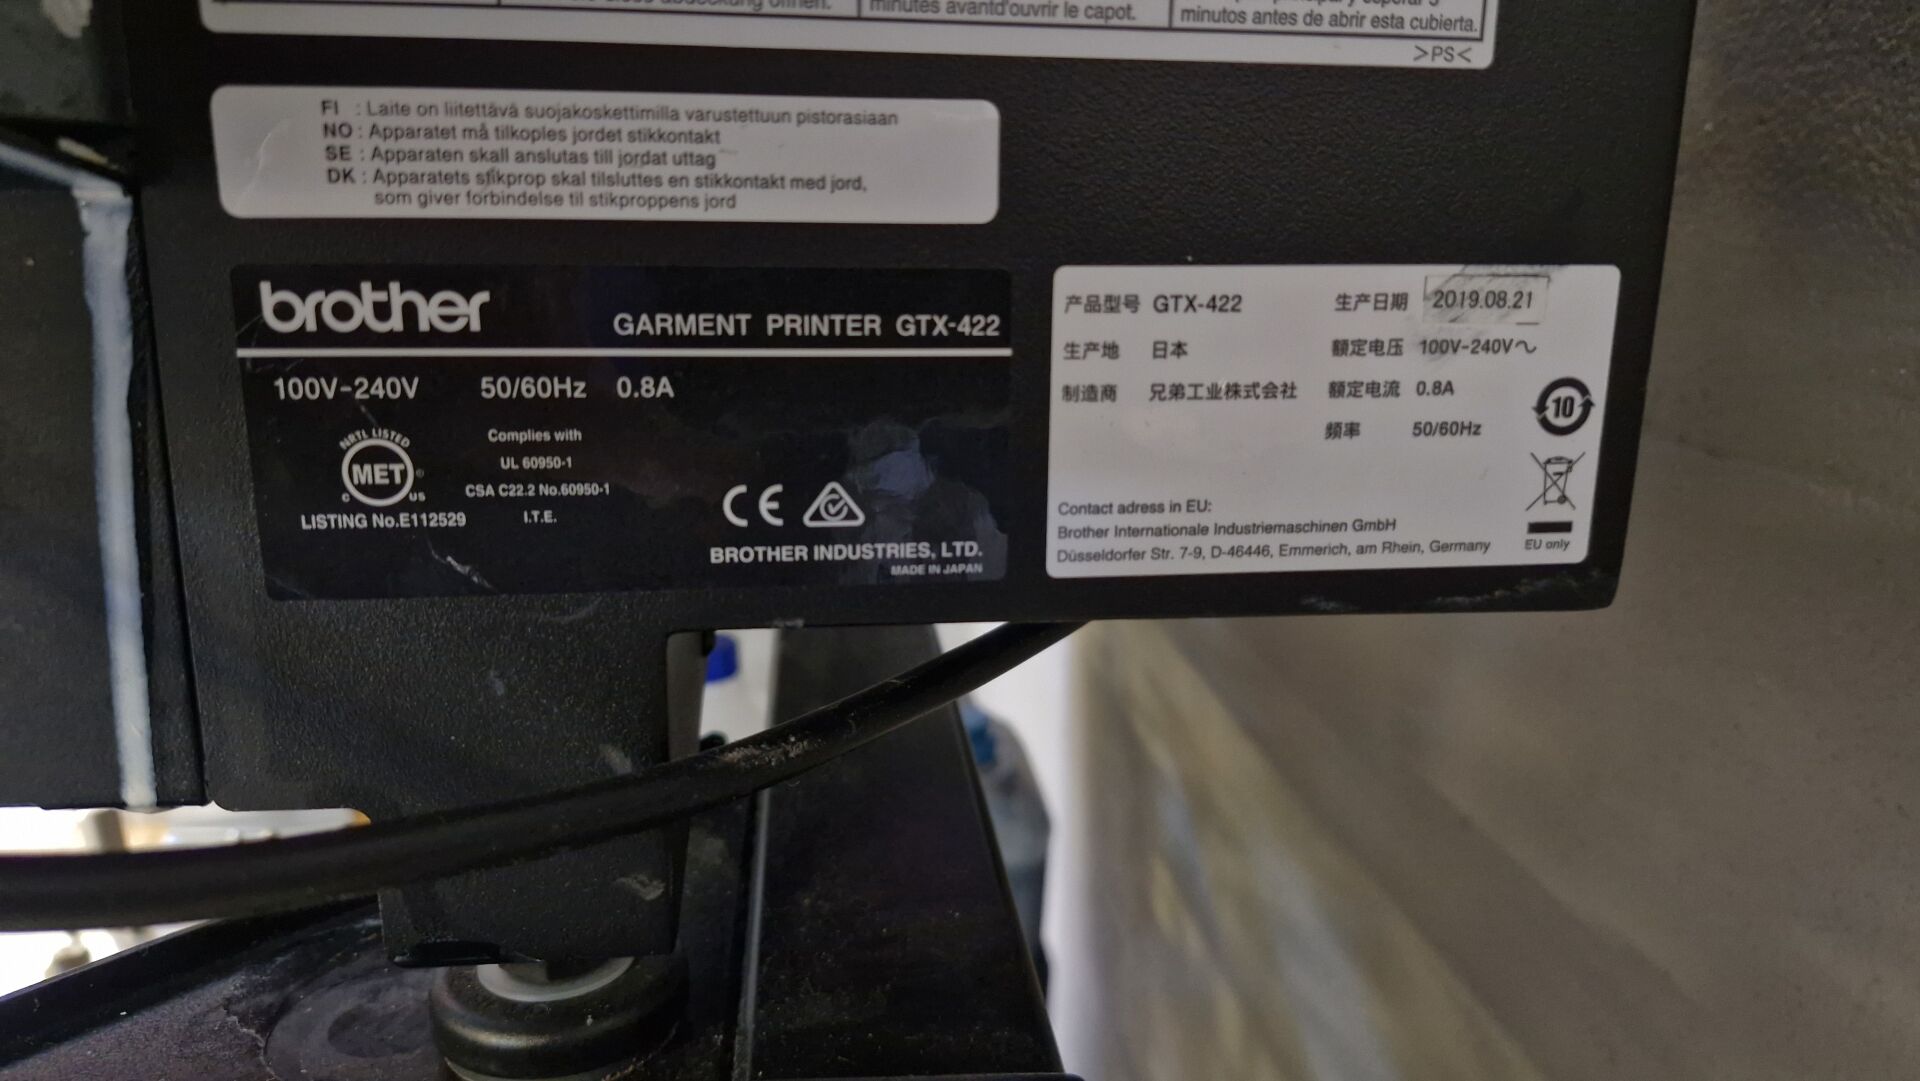 minutes avant d'ouvrir le capot.
minutos antes de abrir esta cubierta.
>PS<
FI : Laite on liitettävä suojakoskettimilla varustettuun pistorasiaan
NO : Apparatet må tilkoples jordet stikkontakt
SE : Apparaten skall anslutas till jordat uttag
DK : Apparatets stikprop skal tilsluttes en stikkontakt med jord,
som giver forbindelse til stikproppens jord
brother
GARMENT PRINTER GTX-422
100V-240V 50/60Hz 0.8A
NRTL LISTED
MET ®
C US
LISTING No.E112529
Complies with
UL 60950-1
CSA C22.2 No.60950-1
I.T.E.
CE
BROTHER INDUSTRIES, LTD.
MADE IN JAPAN
产品型号 GTX-422 生产日期 2019.08.21
生产地 日本 额定电压 100V-240V～
制造商 兄弟工业株式会社 额定电流 0.8A
频率 50/60Hz
10
Contact adress in EU:
Brother Internationale Industriemaschinen GmbH
Düsseldorfer Str. 7-9, D-46446, Emmerich, am Rhein, Germany
EU only